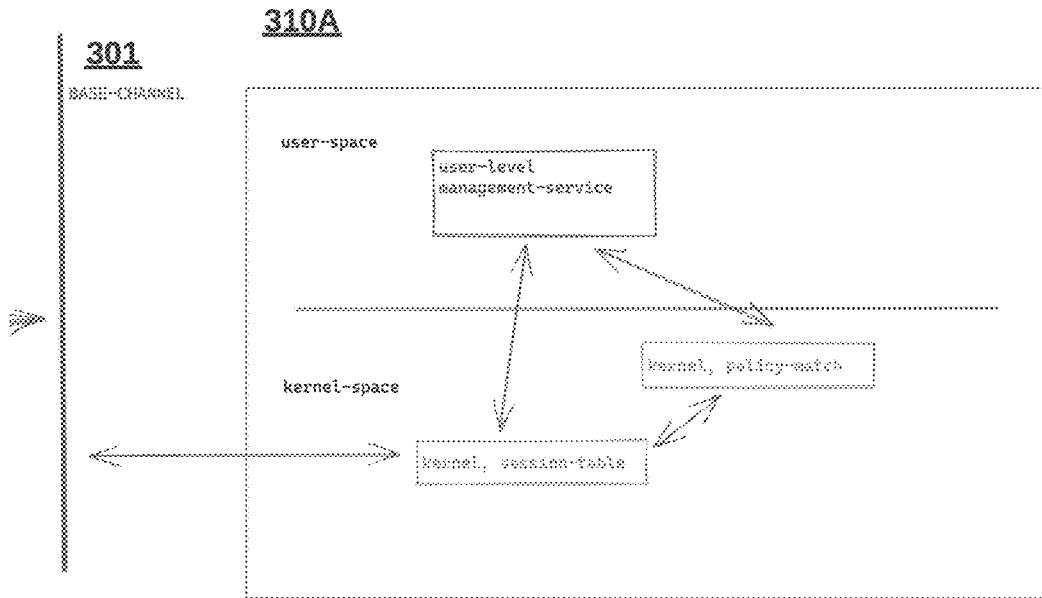 310A
301
BASE-CHANNEL
user-space
user-level
management-service
kernel, policy-match
kernel-space
kernel, session-table